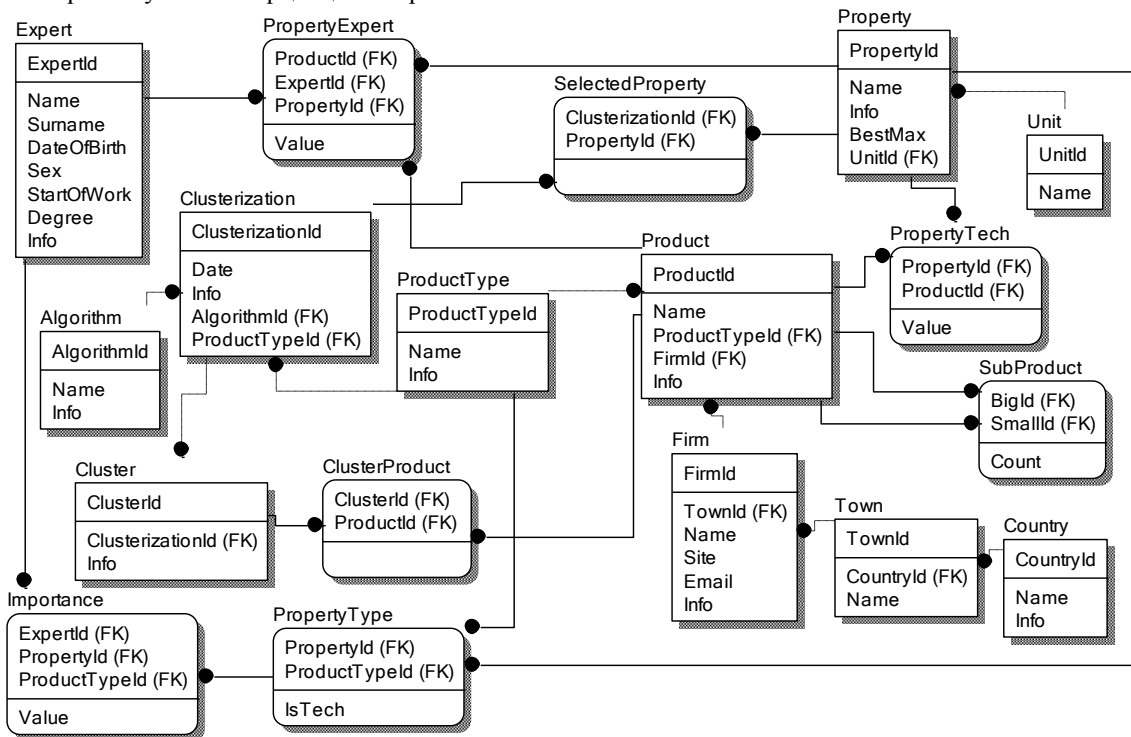 Expert
ExpertId
Name
Surname
DateOfBirth
Sex
StartOfWork
Degree
Info
PropertyExpert
ProductId (FK)
ExpertId (FK)
PropertyId (FK)
Value
SelectedProperty
ClusterizationId (FK)
PropertyId (FK)
Property
PropertyId
Name
Info
BestMax
UnitId (FK)
Unit
UnitId
Name
Clusterization
ClusterizationId
Date
Info
AlgorithmId (FK)
ProductTypeId (FK)
Algorithm
AlgorithmId
Name
Info
ProductType
ProductTypeId
Name
Info
Product
ProductId
Name
ProductTypeId (FK)
FirmId (FK)
Info
PropertyTech
PropertyId (FK)
ProductId (FK)
Value
SubProduct
BigId (FK)
SmallId (FK)
Count
Cluster
ClusterId
ClusterizationId (FK)
Info
ClusterProduct
ClusterId (FK)
ProductId (FK)
Firm
FirmId
TownId (FK)
Name
Site
Email
Info
Town
TownId
CountryId (FK)
Name
Country
CountryId
Name
Info
Importance
ExpertId (FK)
PropertyId (FK)
ProductTypeId (FK)
Value
PropertyType
PropertyId (FK)
ProductTypeId (FK)
IsTech